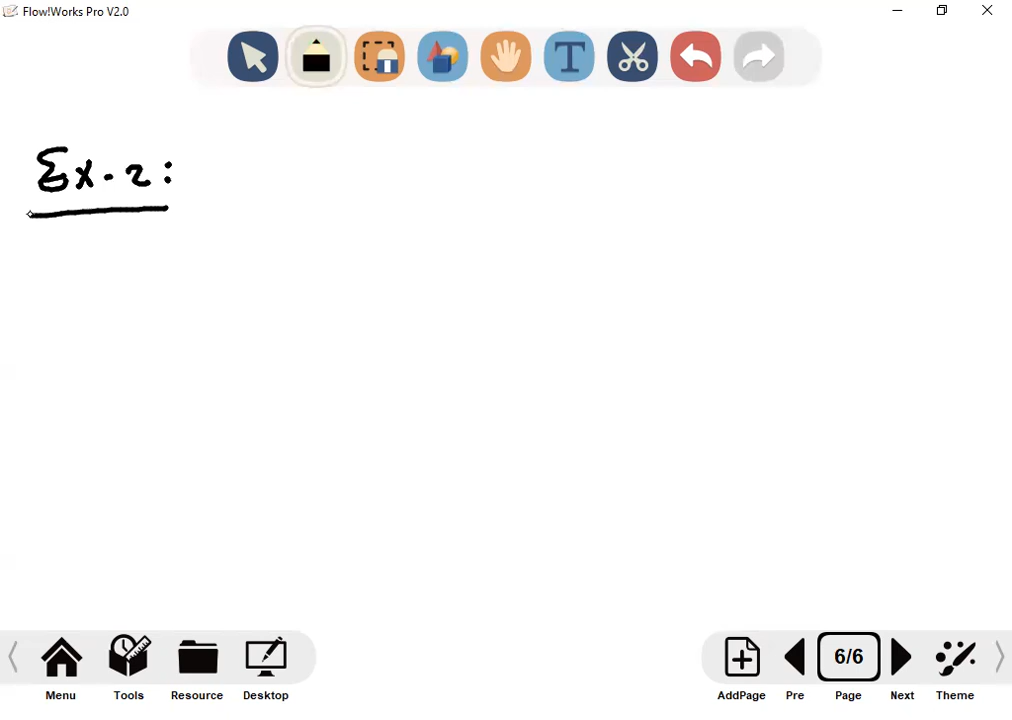 Flow!Works Pro V2.0
T
Ex-2:
Menu Tools Resource Desktop
6/6
AddPage Pre Page Next Theme